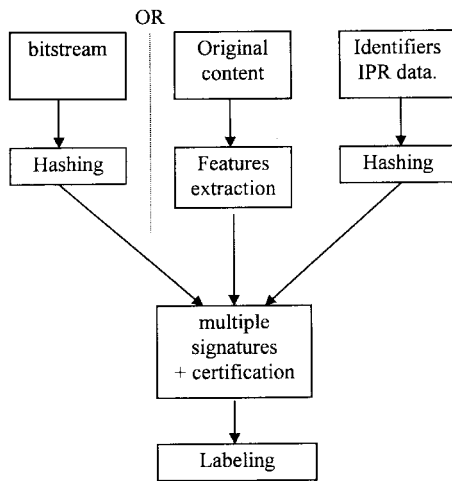 OR
bitstream
Original
content
Identifiers
IPR data.
Hashing
Features
extraction
Hashing
multiple
signatures
+ certification
Labeling